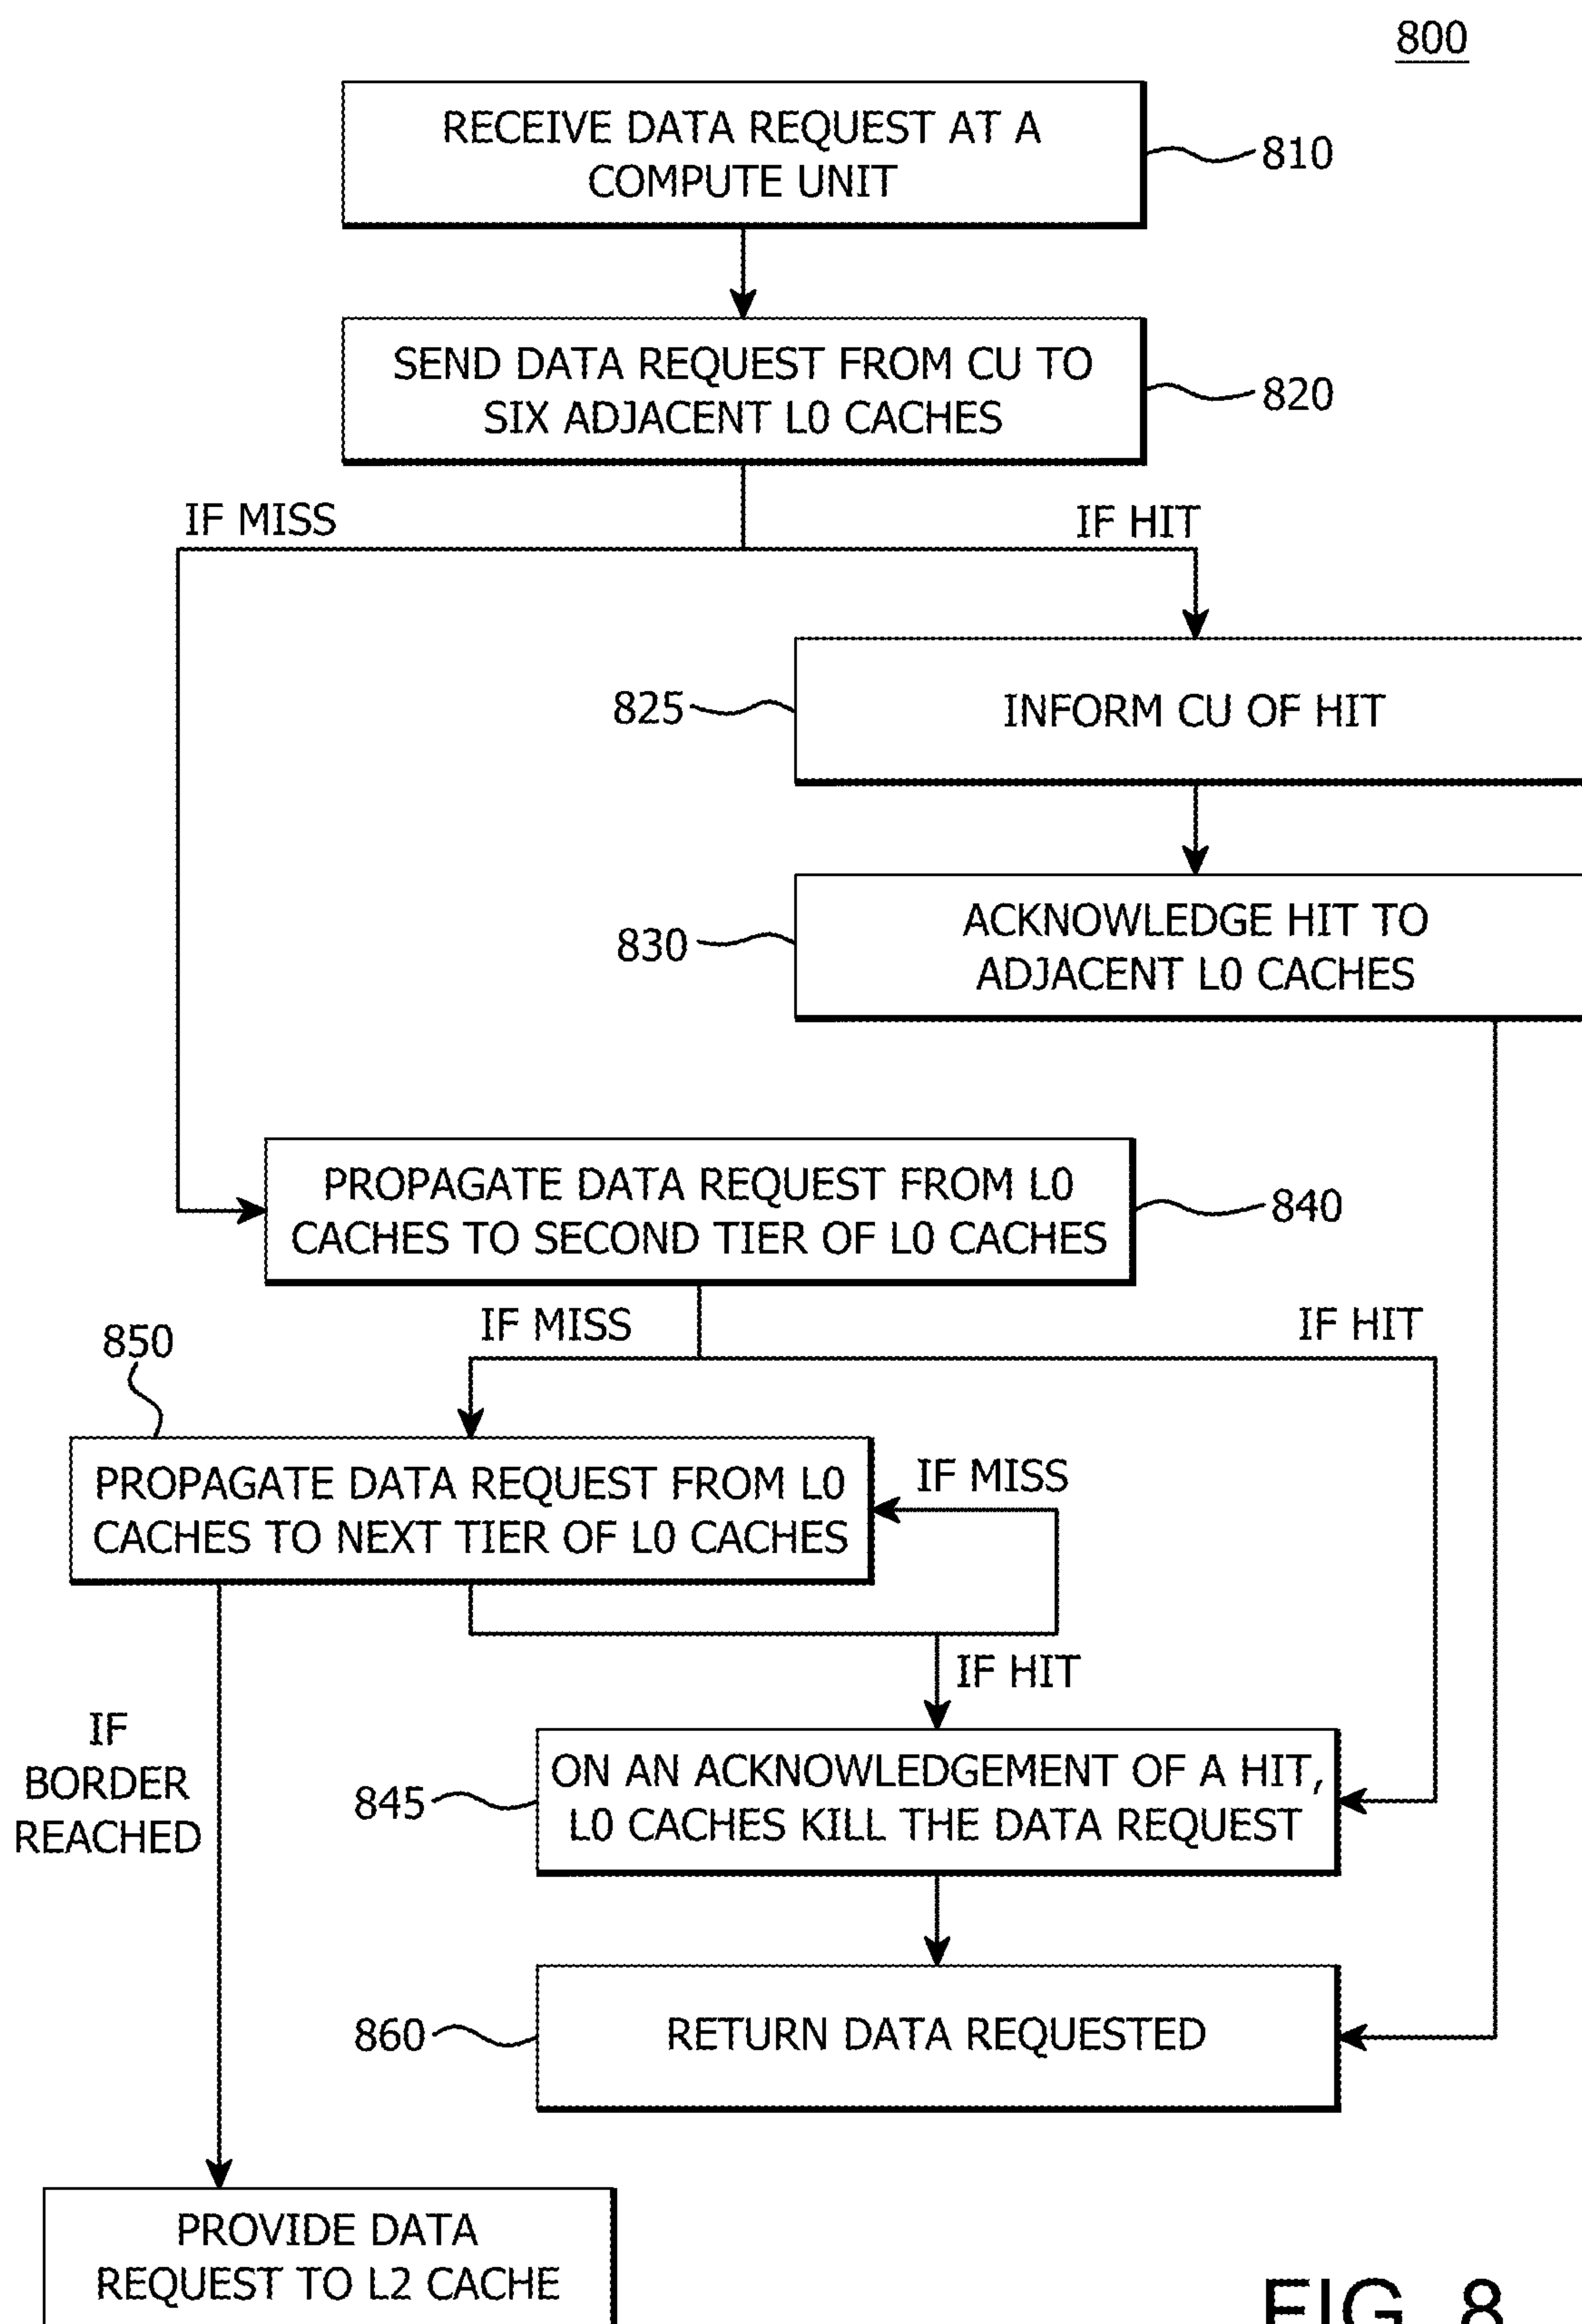 800
RECEIVE DATA REQUEST AT A
COMPUTE UNIT
810
SEND DATA REQUEST FROM CU TO
SIX ADJACENT L0 CACHES
820
IF MISS
IF HIT
825
INFORM CU OF HIT
830
ACKNOWLEDGE HIT TO
ADJACENT L0 CACHES
PROPAGATE DATA REQUEST FROM L0
CACHES TO SECOND TIER OF L0 CACHES
840
IF MISS
IF HIT
850
PROPAGATE DATA REQUEST FROM L0
CACHES TO NEXT TIER OF L0 CACHES
IF MISS
IF HIT
IF
BORDER
REACHED
845
ON AN ACKNOWLEDGEMENT OF A HIT,
L0 CACHES KILL THE DATA REQUEST
860
RETURN DATA REQUESTED
PROVIDE DATA
REQUEST TO L2 CACHE
FIG. 8